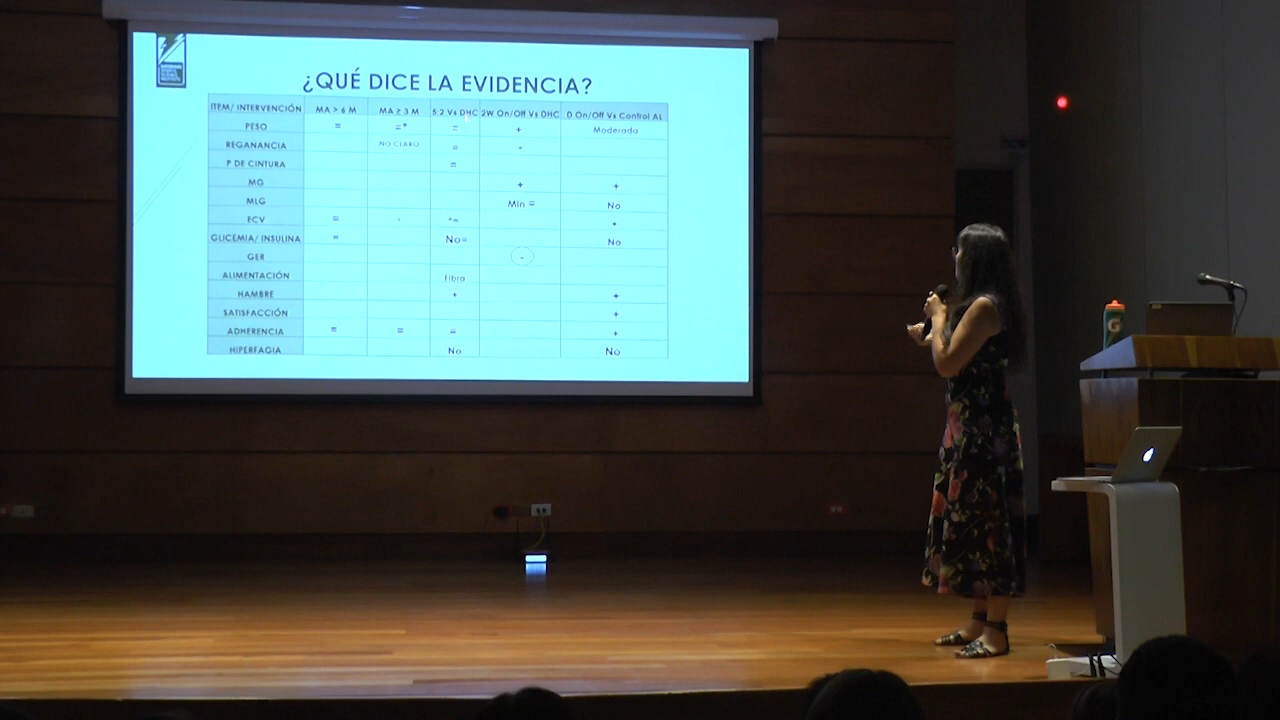 ¿QUÉ DICE LA EVIDENCIA?
ITEM/ INTERVENCIÓN MA > 6 M MA ≥ 3 M 5:2 Vs DHC 2W On/Off Vs DHC D On/Off Vs Control AL
PESO = =* = + Moderada
REGANANCIA NO CLARO = -
P DE CINTURA =
MG + +
MLG Min = No
ECV = - *= +
GLICEMIA/ INSULINA = No= No
GER -
ALIMENTACIÓN Fibra
HAMBRE + +
SATISFACCIÓN +
ADHERENCIA = = = +
HIPERFAGIA No No
G